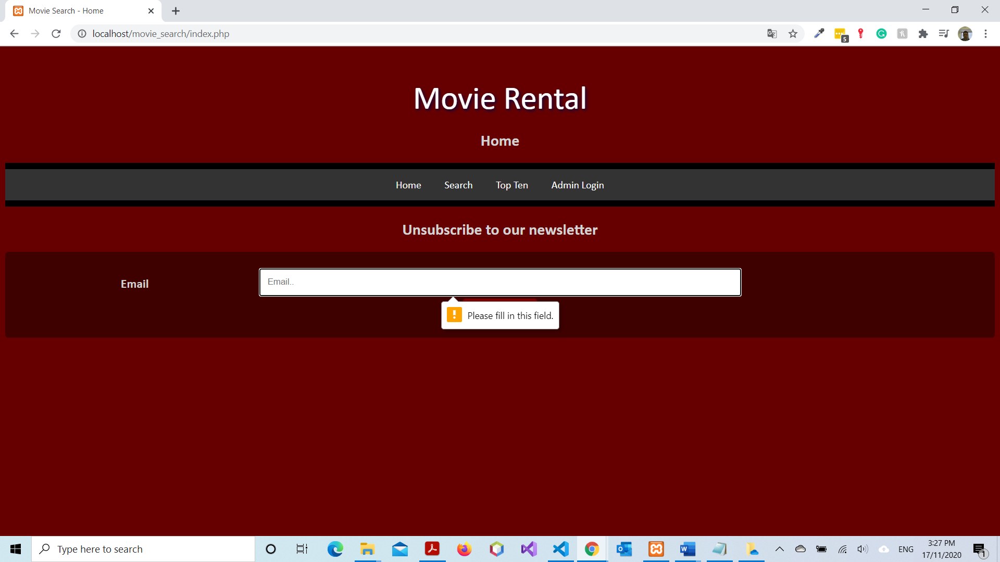 Movie Search - Home
localhost/movie_search/index.php
5
Movie Rental
Home
Home Search Top Ten Admin Login
Unsubscribe to our newsletter
Email
Email..
Please fill in this field.
Type here to search
ENG
3:27 PM
17/11/2020
1